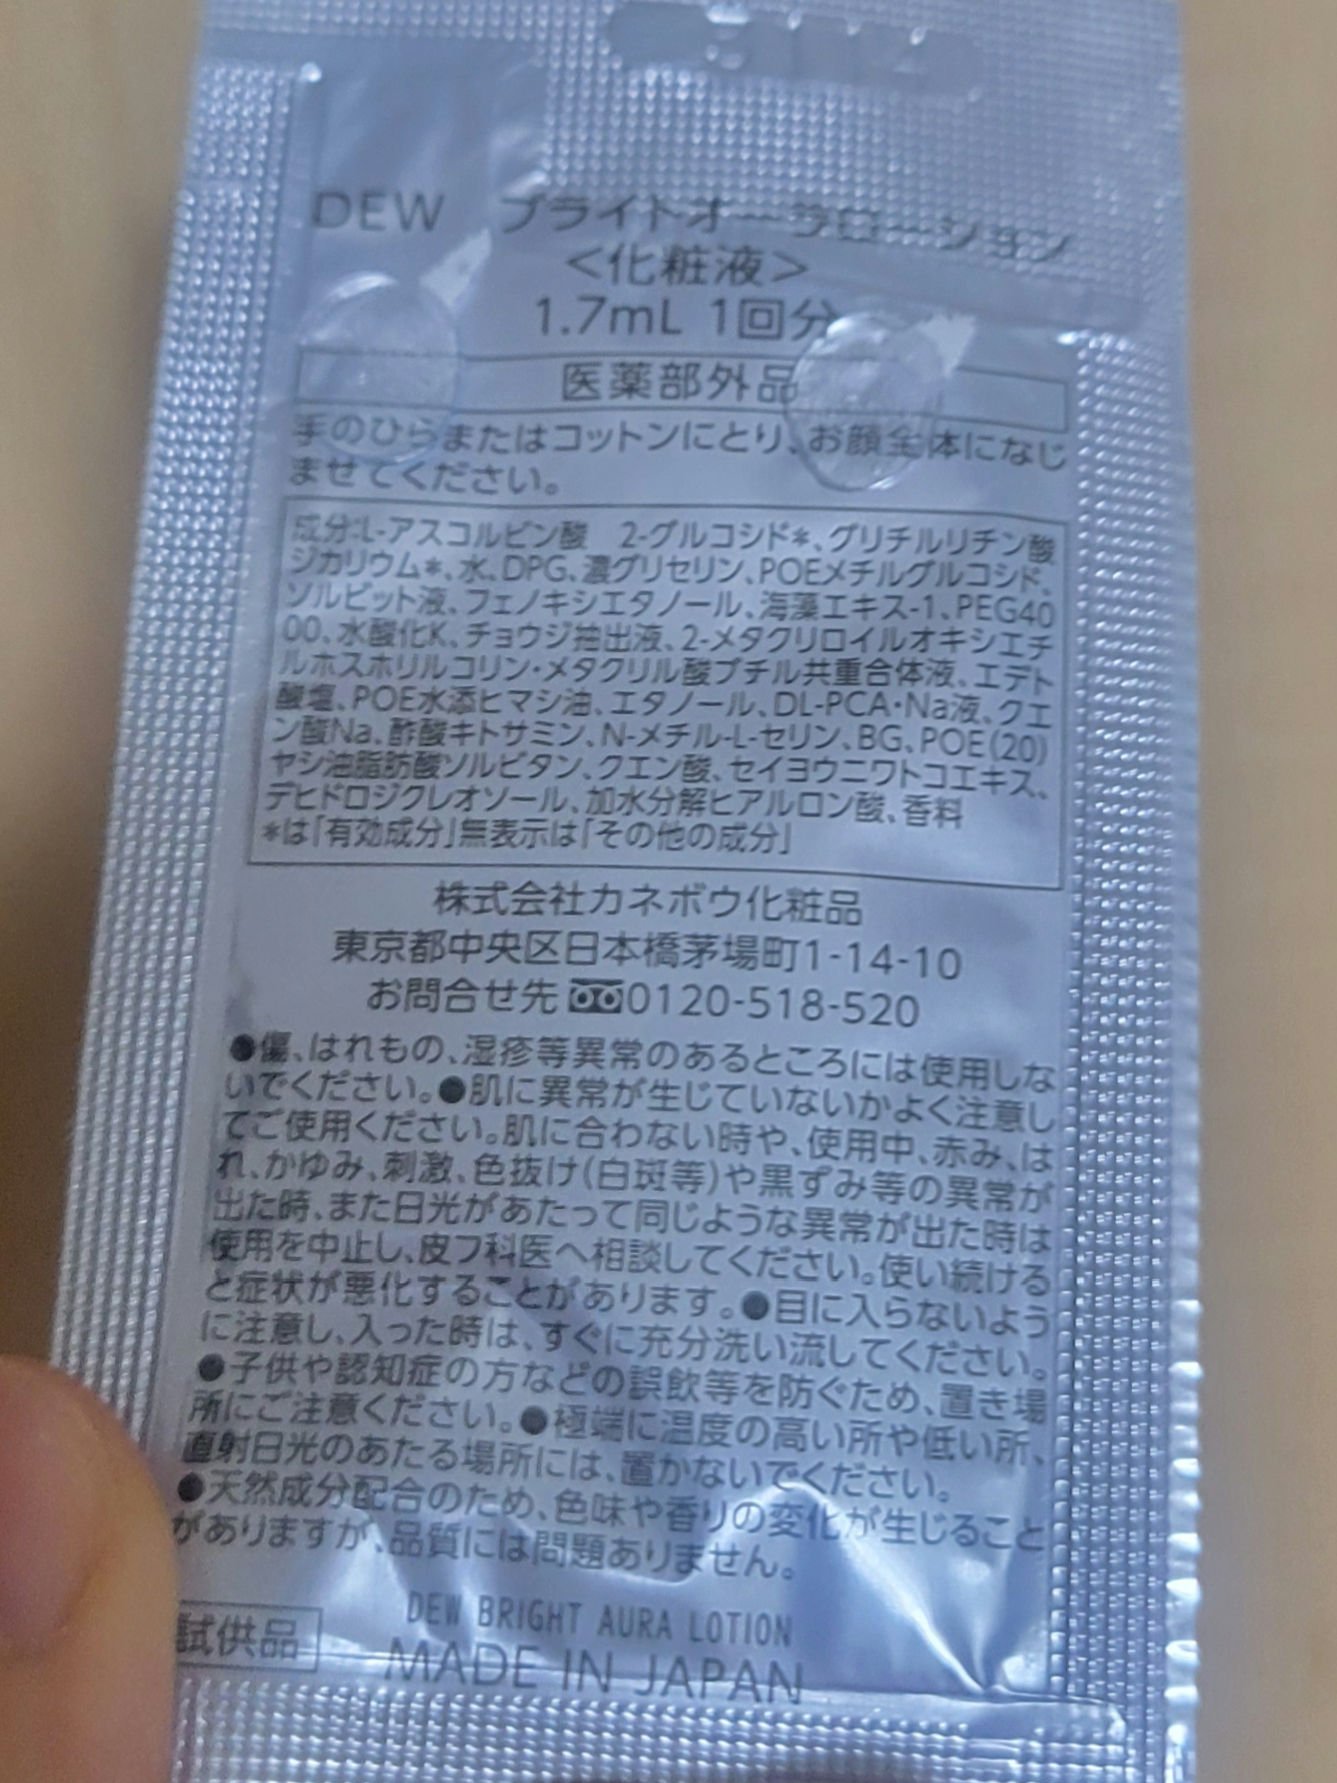 DEW ブライトオーラローション
<化粧液>
1.7mL 1回分
医薬部外品
手のひらまたはコットンにとり、お顔全体になじ
ませてください。
成分:L-アスコルビン酸 2-グルコシド*、グリチルリチン酸
ジカリウム*、水、DPG、濃グリセリン、POEメチルグルコシド、
ソルビット液、フェノキシエタノール、海藻エキス-1、PEG40
00、水酸化K、チョウジ抽出液、2-メタクリロイルオキシエチ
ルホスホリルコリン・メタクリル酸ブチル共重合体液、エデト
酸塩、POE水添ヒマシ油、エタノール、DL-PCA・Na液、クエ
ン酸Na、酢酸キトサミン、N-メチル-L-セリン、BG、POE(20)
ヤシ油脂肪酸ソルビタン、クエン酸、セイヨウニワトコエキス、
デヒドロジクレオソール、加水分解ヒアルロン酸、香料
*は「有効成分」無表示は「その他の成分」
株式会社カネボウ化粧品
東京都中央区日本橋茅場町1-14-10
お問合せ先 0120-518-520
●傷、はれもの、湿疹等異常のあるところには使用しな
いでください。●肌に異常が生じていないかよく注意し
てご使用ください。肌に合わない時や、使用中、赤み、は
れ、かゆみ、刺激、色抜け(白斑等)や黒ずみ等の異常が
出た時、また日光があたって同じような異常が出た時は
使用を中止し、皮フ科医へ相談してください。使い続ける
と症状が悪化することがあります。●目に入らないよう
に注意し、入った時は、すぐに充分洗い流してください。
●子供や認知症の方などの誤飲等を防ぐため、置き場
所にご注意ください。●極端に温度の高い所や低い所、
直射日光のあたる場所には、置かないでください。
●天然成分配合のため、色味や香りの変化が生じること
がありますが、品質には問題ありません。
DEW BRIGHT AURA LOTION
試供品
MADE IN JAPAN